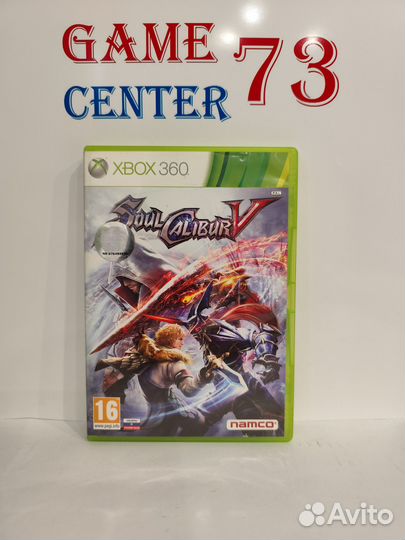 GAME 73
CENTER
XBOX 360
SOUL CALIBUR V
16
www.pegi.info
namco
Avito